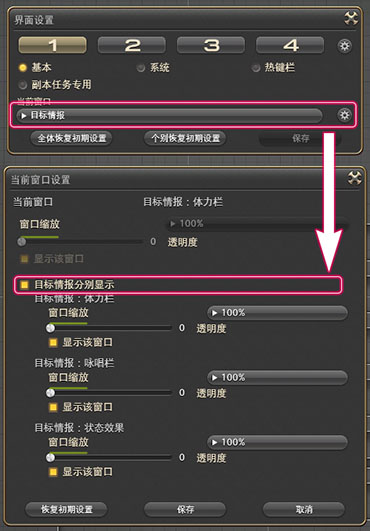 界面设置
1 2 3 4
基本 系统 热键栏
副本任务专用
当前窗口
目标情报
全体恢复初期设置 个别恢复初期设置 保存
当前窗口设置
当前窗口 目标情报：体力栏
窗口缩放 100%
0 透明度
显示该窗口
目标情报分别显示
目标情报：体力栏
窗口缩放 100%
0 透明度
显示该窗口
目标情报：咏唱栏
窗口缩放 100%
0 透明度
显示该窗口
目标情报：状态效果
窗口缩放 100%
0 透明度
显示该窗口
恢复初期设置 保存 取消